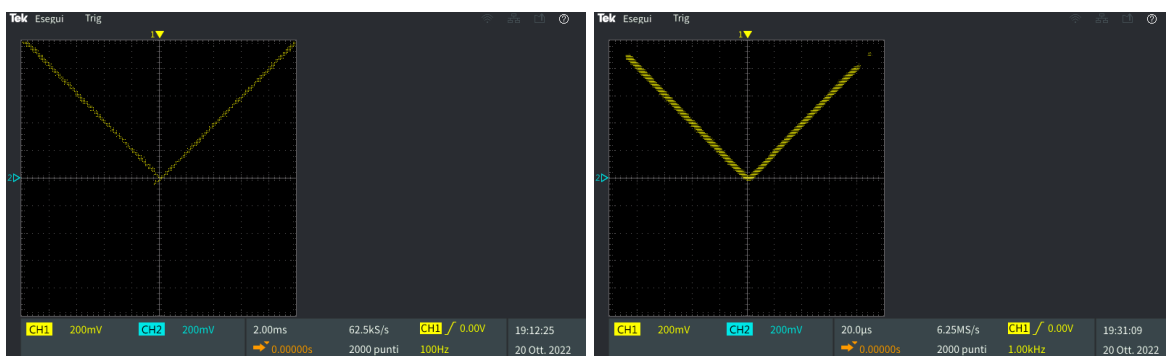 Tek Esegui Trig
1
2
CH1 200mV CH2 200mV 2.00ms 62.5kS/s CH1 0.00V 19:12:25
0.00000s 2000 punti 100Hz 20 Ott. 2022
Tek Esegui Trig
1
2
CH1 200mV CH2 200mV 20.0µs 6.25MS/s CH1 0.00V 19:31:09
0.00000s 2000 punti 1.00kHz 20 Ott. 2022